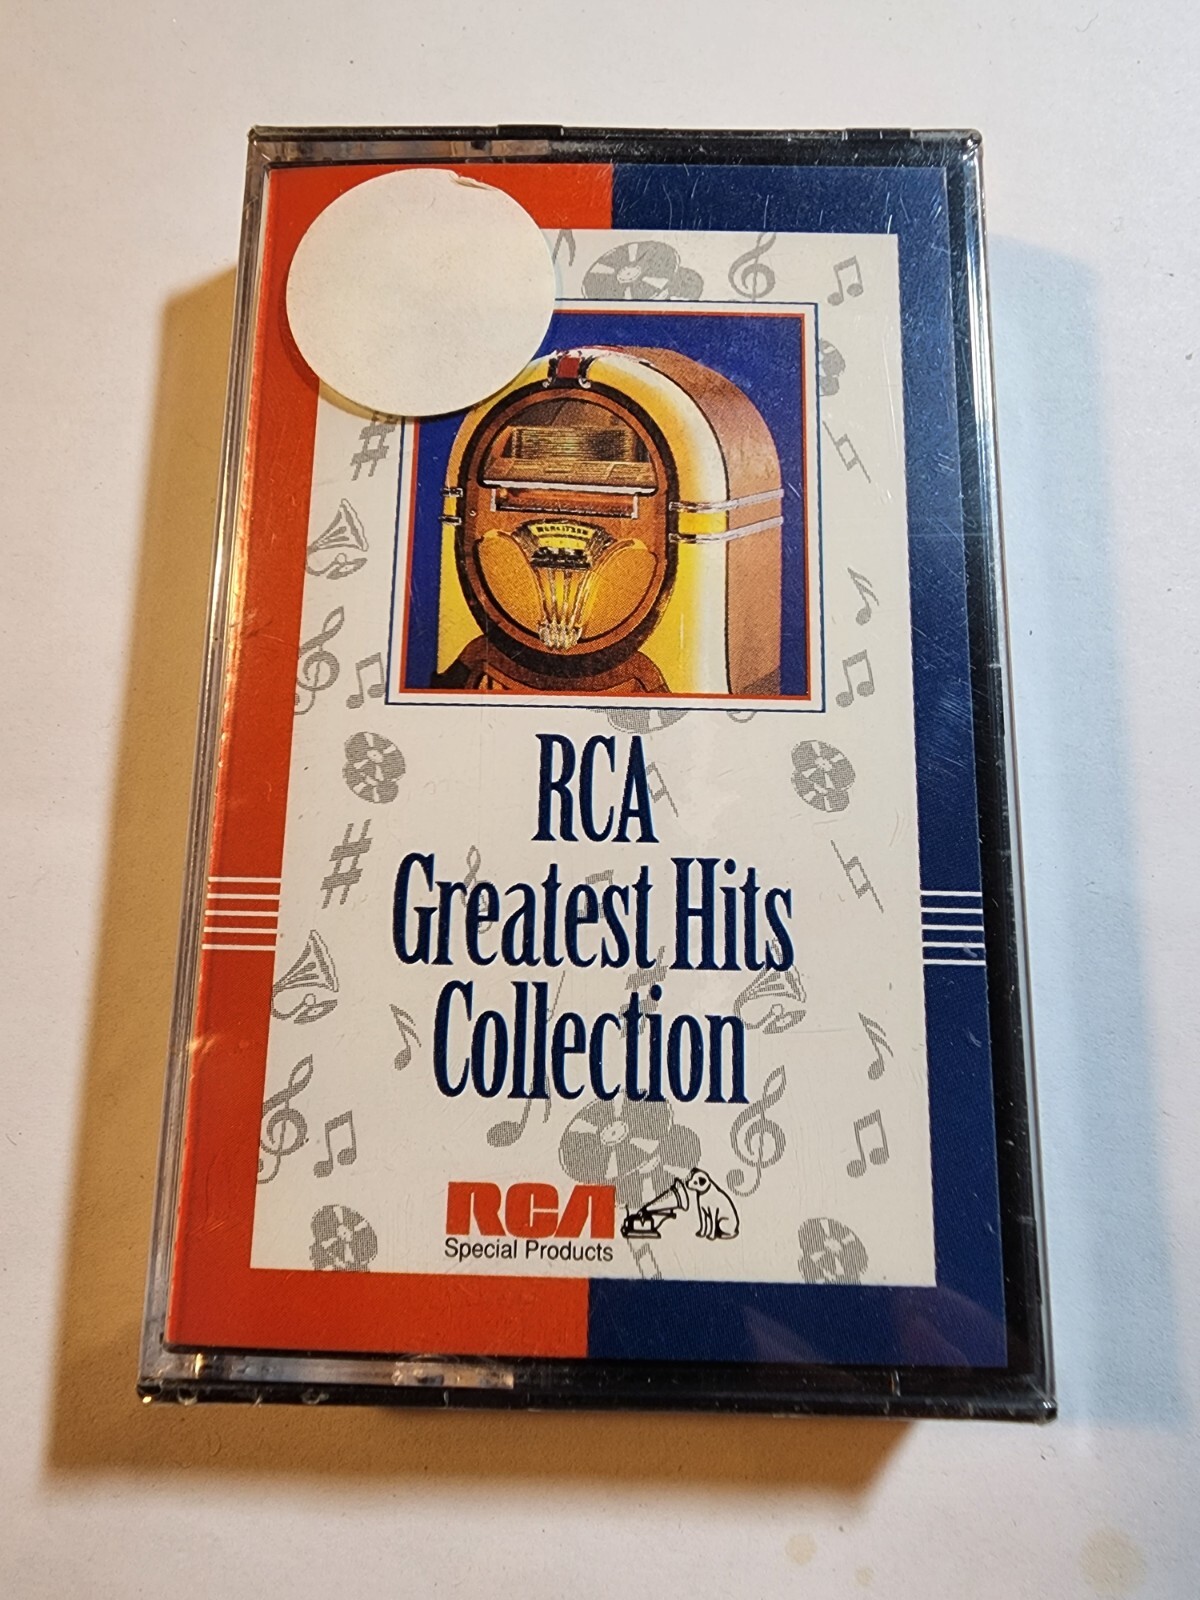 RCA
Greatest Hits
Collection
RCA
Special Products